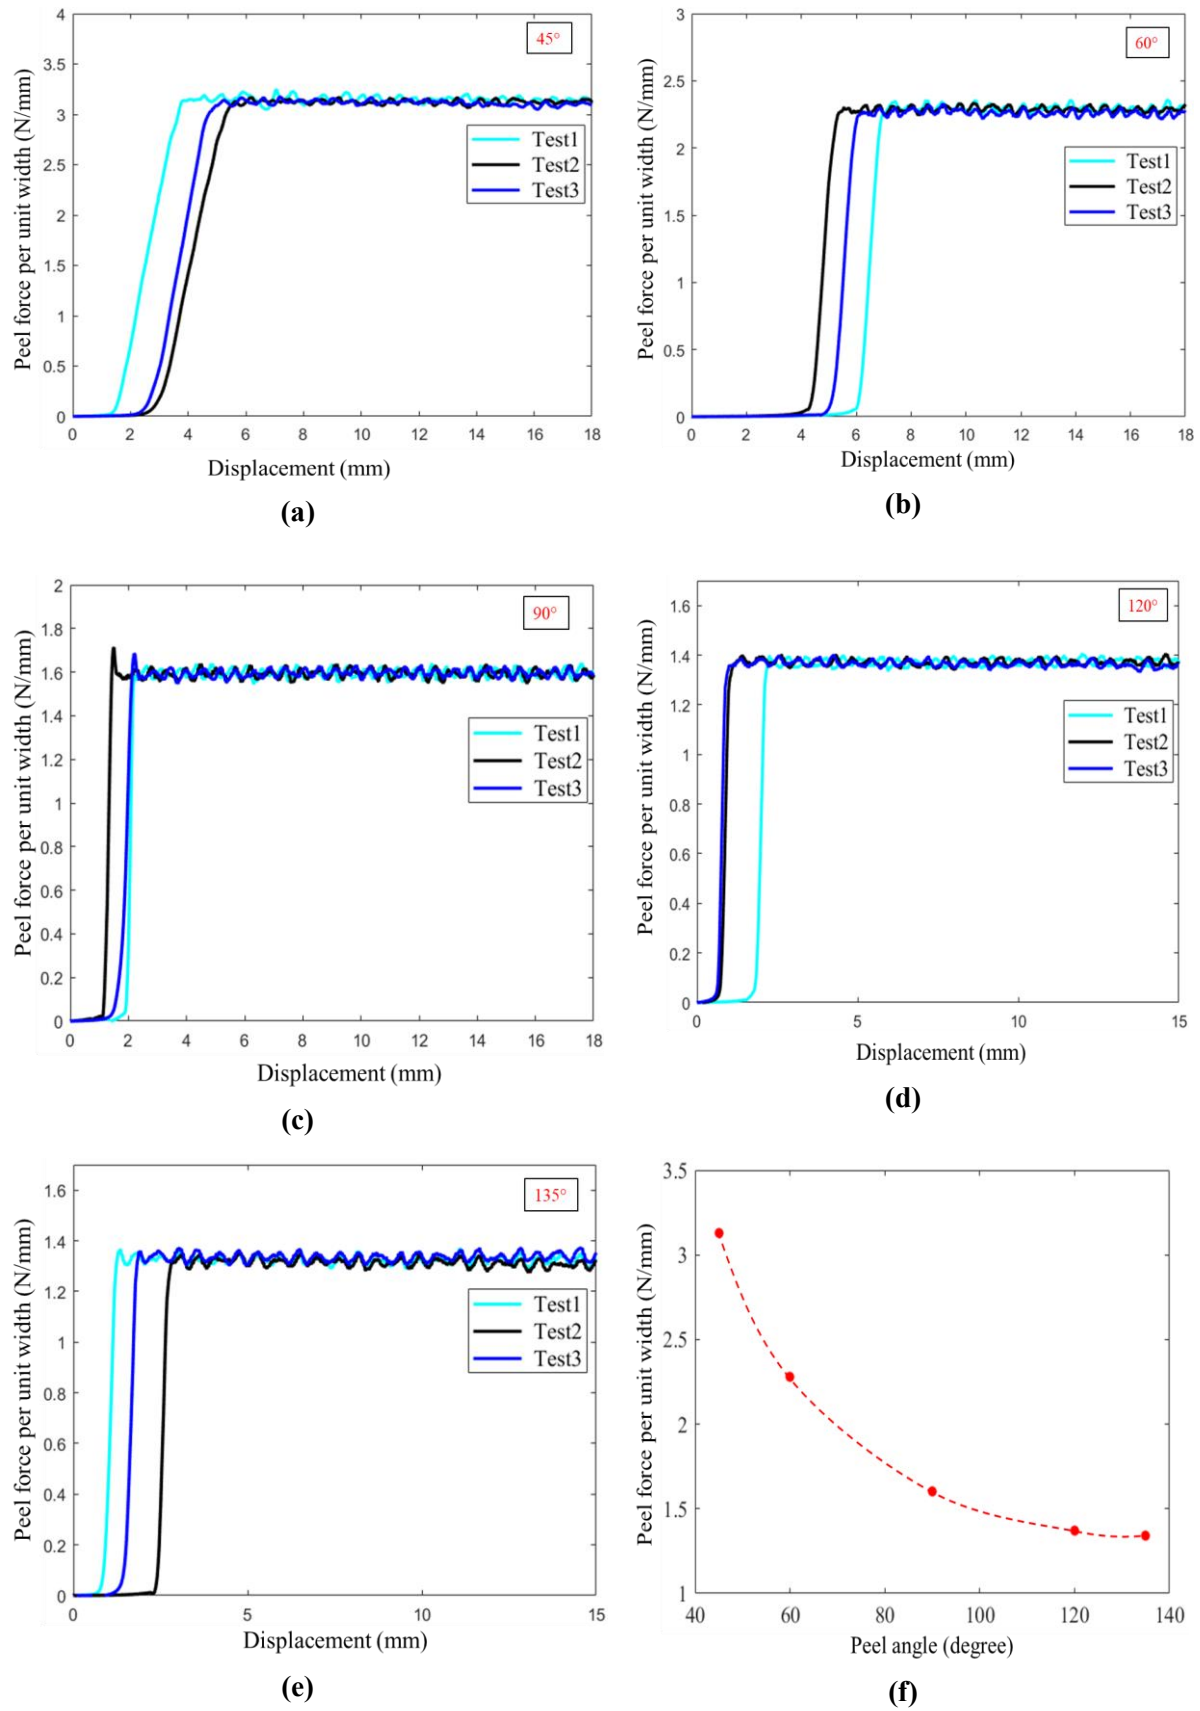 4
3.5
3
2.5
2
1.5
1
0.5
0
Peel force per unit width (N/mm)
45°
Test1
Test2
Test3
0 2 4 6 8 10 12 14 16 18
Displacement (mm)
(a)
3
2.5
2
1.5
1
0.5
0
Peel force per unit width (N/mm)
60°
Test1
Test2
Test3
0 2 4 6 8 10 12 14 16 18
Displacement (mm)
(b)
2
1.8
1.6
1.4
1.2
1
0.8
0.6
0.4
0.2
0
Peel force per unit width (N/mm)
90°
Test1
Test2
Test3
0 2 4 6 8 10 12 14 16 18
Displacement (mm)
(c)
1.6
1.4
1.2
1
0.8
0.6
0.4
0.2
0
Peel force per unit width (N/mm)
120°
Test1
Test2
Test3
0 5 10 15
Displacement (mm)
(d)
1.6
1.4
1.2
1
0.8
0.6
0.4
0.2
0
Peel force per unit width (N/mm)
135°
Test1
Test2
Test3
0 5 10 15
Displacement (mm)
(e)
3.5
3
2.5
2
1.5
1
Peel force per unit width (N/mm)
40 60 80 100 120 140
Peel angle (degree)
(f)